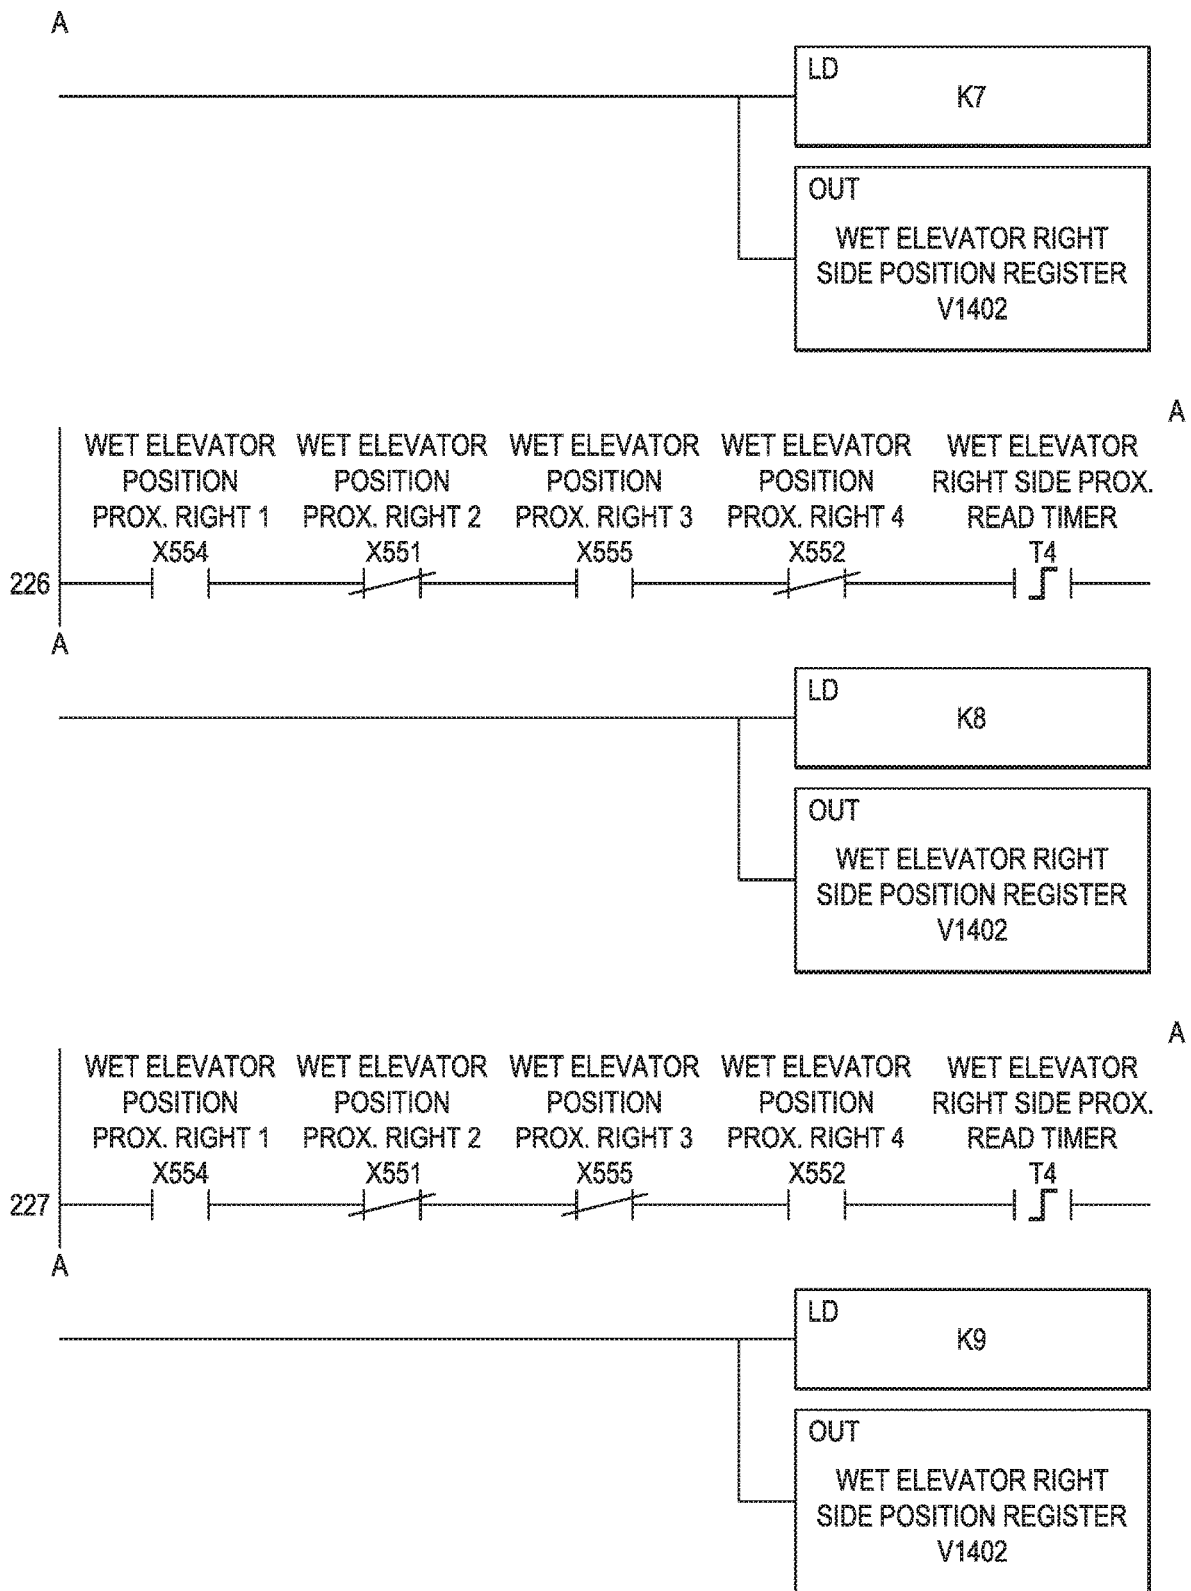 A
LD
K7
OUT
WET ELEVATOR RIGHT
SIDE POSITION REGISTER
V1402
A
WET ELEVATOR WET ELEVATOR WET ELEVATOR WET ELEVATOR WET ELEVATOR
POSITION POSITION POSITION POSITION RIGHT SIDE PROX.
PROX. RIGHT 1 PROX. RIGHT 2 PROX. RIGHT 3 PROX. RIGHT 4 READ TIMER
X554 X551 X555 X552 T4
226
A
LD
K8
OUT
WET ELEVATOR RIGHT
SIDE POSITION REGISTER
V1402
A
WET ELEVATOR WET ELEVATOR WET ELEVATOR WET ELEVATOR WET ELEVATOR
POSITION POSITION POSITION POSITION RIGHT SIDE PROX.
PROX. RIGHT 1 PROX. RIGHT 2 PROX. RIGHT 3 PROX. RIGHT 4 READ TIMER
X554 X551 X555 X552 T4
227
A
LD
K9
OUT
WET ELEVATOR RIGHT
SIDE POSITION REGISTER
V1402